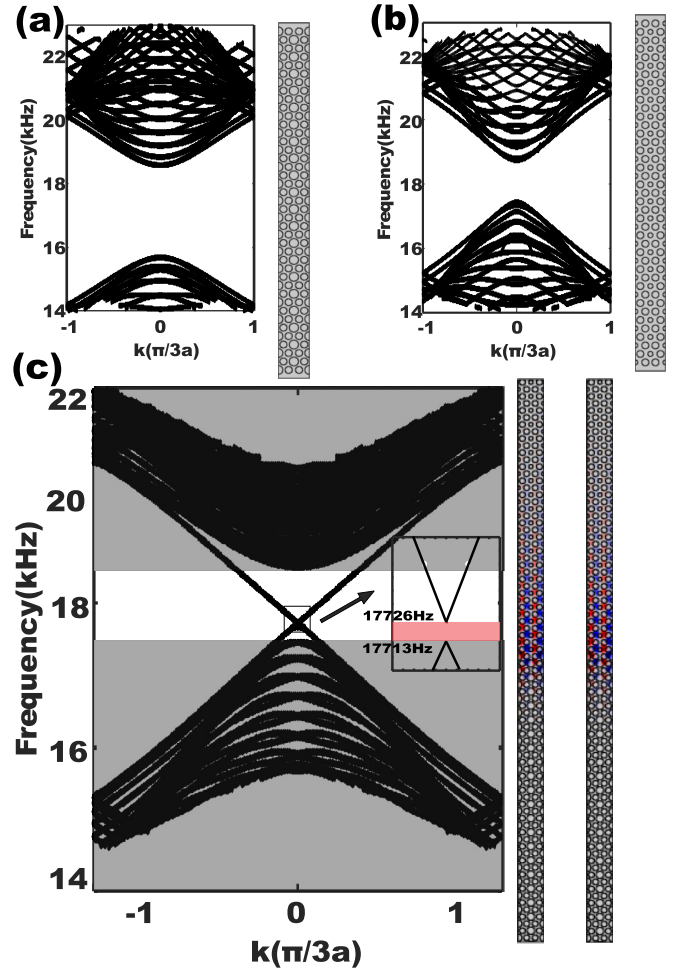 (a)
Frequency(kHz)
22
20
18
16
14
-1 0 1
k(π/3a)
(b)
Frequency(kHz)
22
20
18
16
14
-1 0 1
k(π/3a)
(c)
Frequency(kHz)
22
20
18
16
14
17726Hz
17713Hz
-1 0 1
k(π/3a)